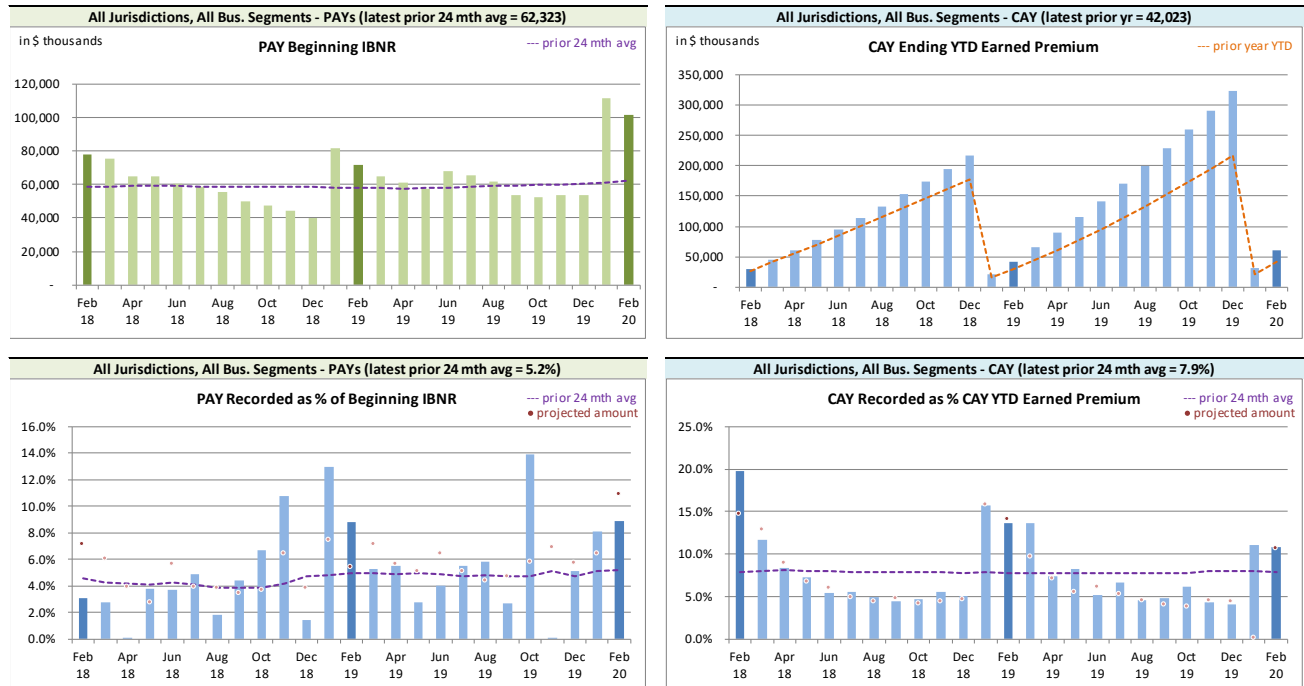 All Jurisdictions, All Bus. Segments - PAYs (latest prior 24 mth avg = 62,323)
in $ thousands
PAY Beginning IBNR
--- prior 24 mth avg
120,000
100,000
80,000
60,000
40,000
20,000
-
Feb Apr Jun Aug Oct Dec Feb Apr Jun Aug Oct Dec Feb
18 18 18 18 18 18 19 19 19 19 19 19 20
All Jurisdictions, All Bus. Segments - CAY (latest prior yr = 42,023)
in $ thousands
CAY Ending YTD Earned Premium
--- prior year YTD
350,000
300,000
250,000
200,000
150,000
100,000
50,000
-
Feb Apr Jun Aug Oct Dec Feb Apr Jun Aug Oct Dec Feb
18 18 18 18 18 18 19 19 19 19 19 19 20
All Jurisdictions, All Bus. Segments - PAYs (latest prior 24 mth avg = 5.2%)
PAY Recorded as % of Beginning IBNR
--- prior 24 mth avg
• projected amount
16.0%
14.0%
12.0%
10.0%
8.0%
6.0%
4.0%
2.0%
0.0%
Feb Apr Jun Aug Oct Dec Feb Apr Jun Aug Oct Dec Feb
18 18 18 18 18 18 19 19 19 19 19 19 20
All Jurisdictions, All Bus. Segments - CAY (latest prior 24 mth avg = 7.9%)
CAY Recorded as % CAY YTD Earned Premium
--- prior 24 mth avg
• projected amount
25.0%
20.0%
15.0%
10.0%
5.0%
0.0%
Feb Apr Jun Aug Oct Dec Feb Apr Jun Aug Oct Dec Feb
18 18 18 18 18 18 19 19 19 19 19 19 20